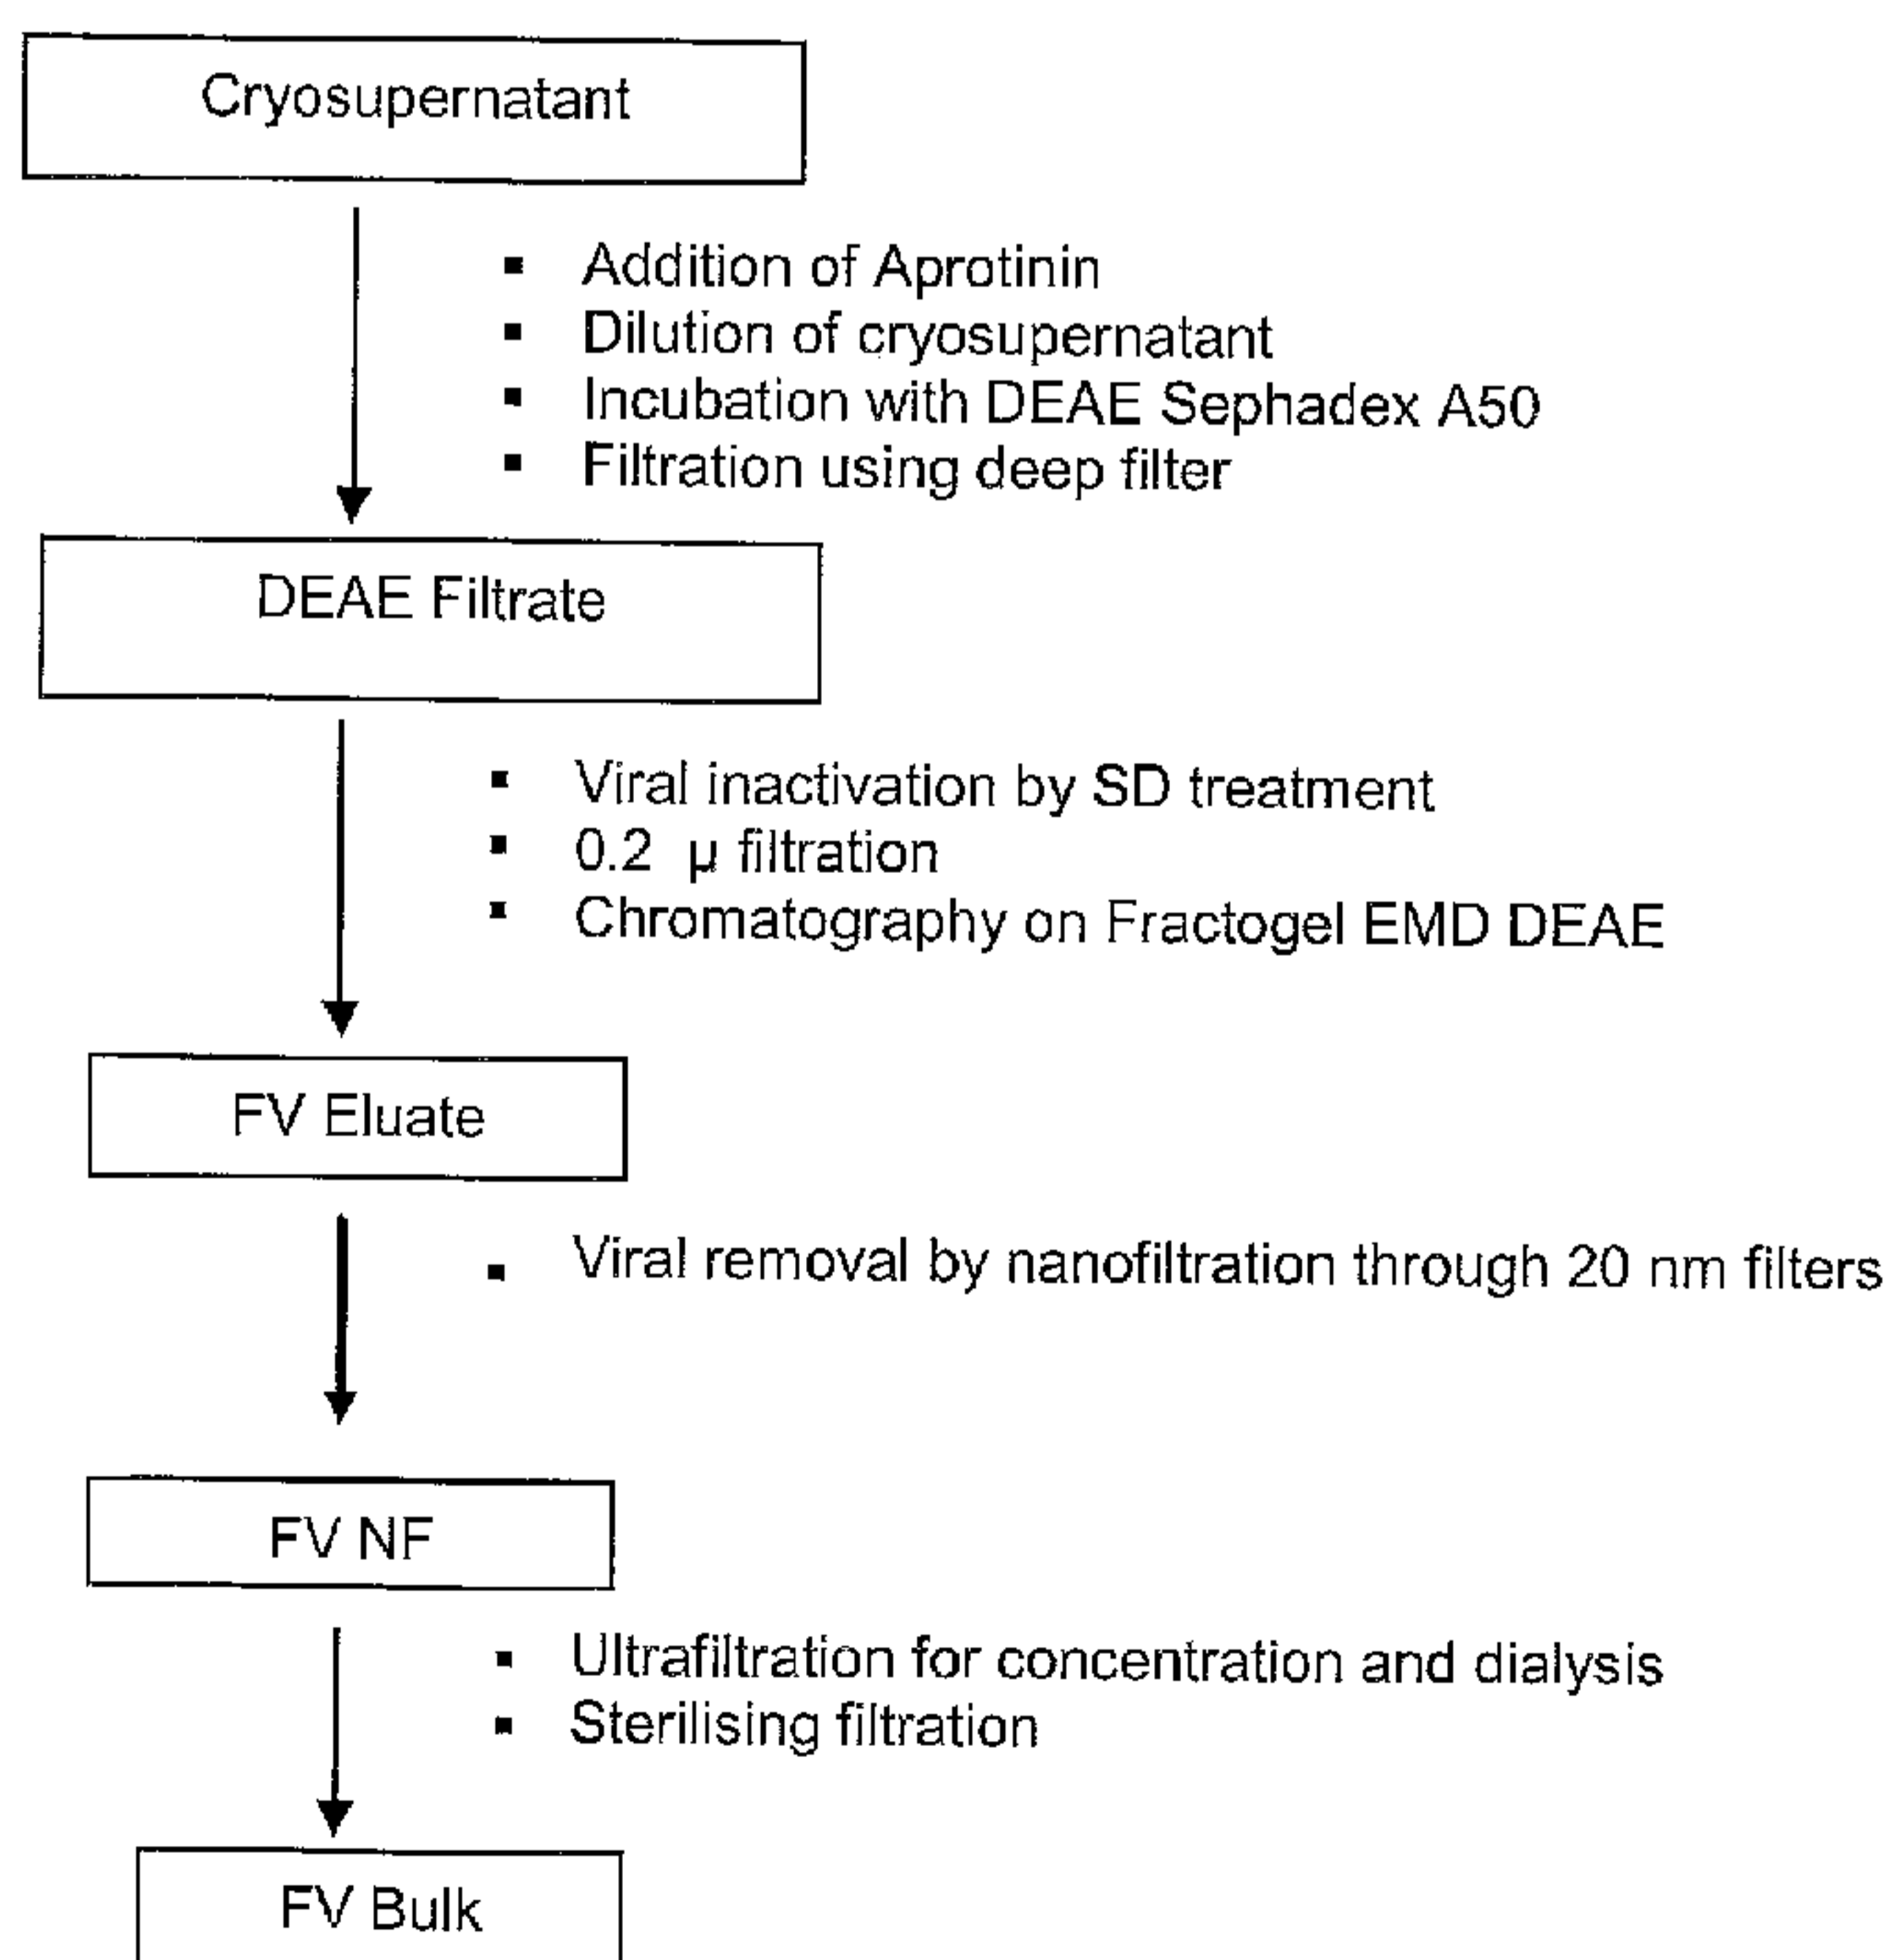 Cryosupernatant
▪ Addition of Aprotinin
▪ Dilution of cryosupernatant
▪ Incubation with DEAE Sephadex A50
▪ Filtration using deep filter
DEAE Filtrate
▪ Viral inactivation by SD treatment
▪ 0.2 µ filtration
▪ Chromatography on Fractogel EMD DEAE
FV Eluate
▪ Viral removal by nanofiltration through 20 nm filters
FV NF
▪ Ultrafiltration for concentration and dialysis
▪ Sterilising filtration
FV Bulk